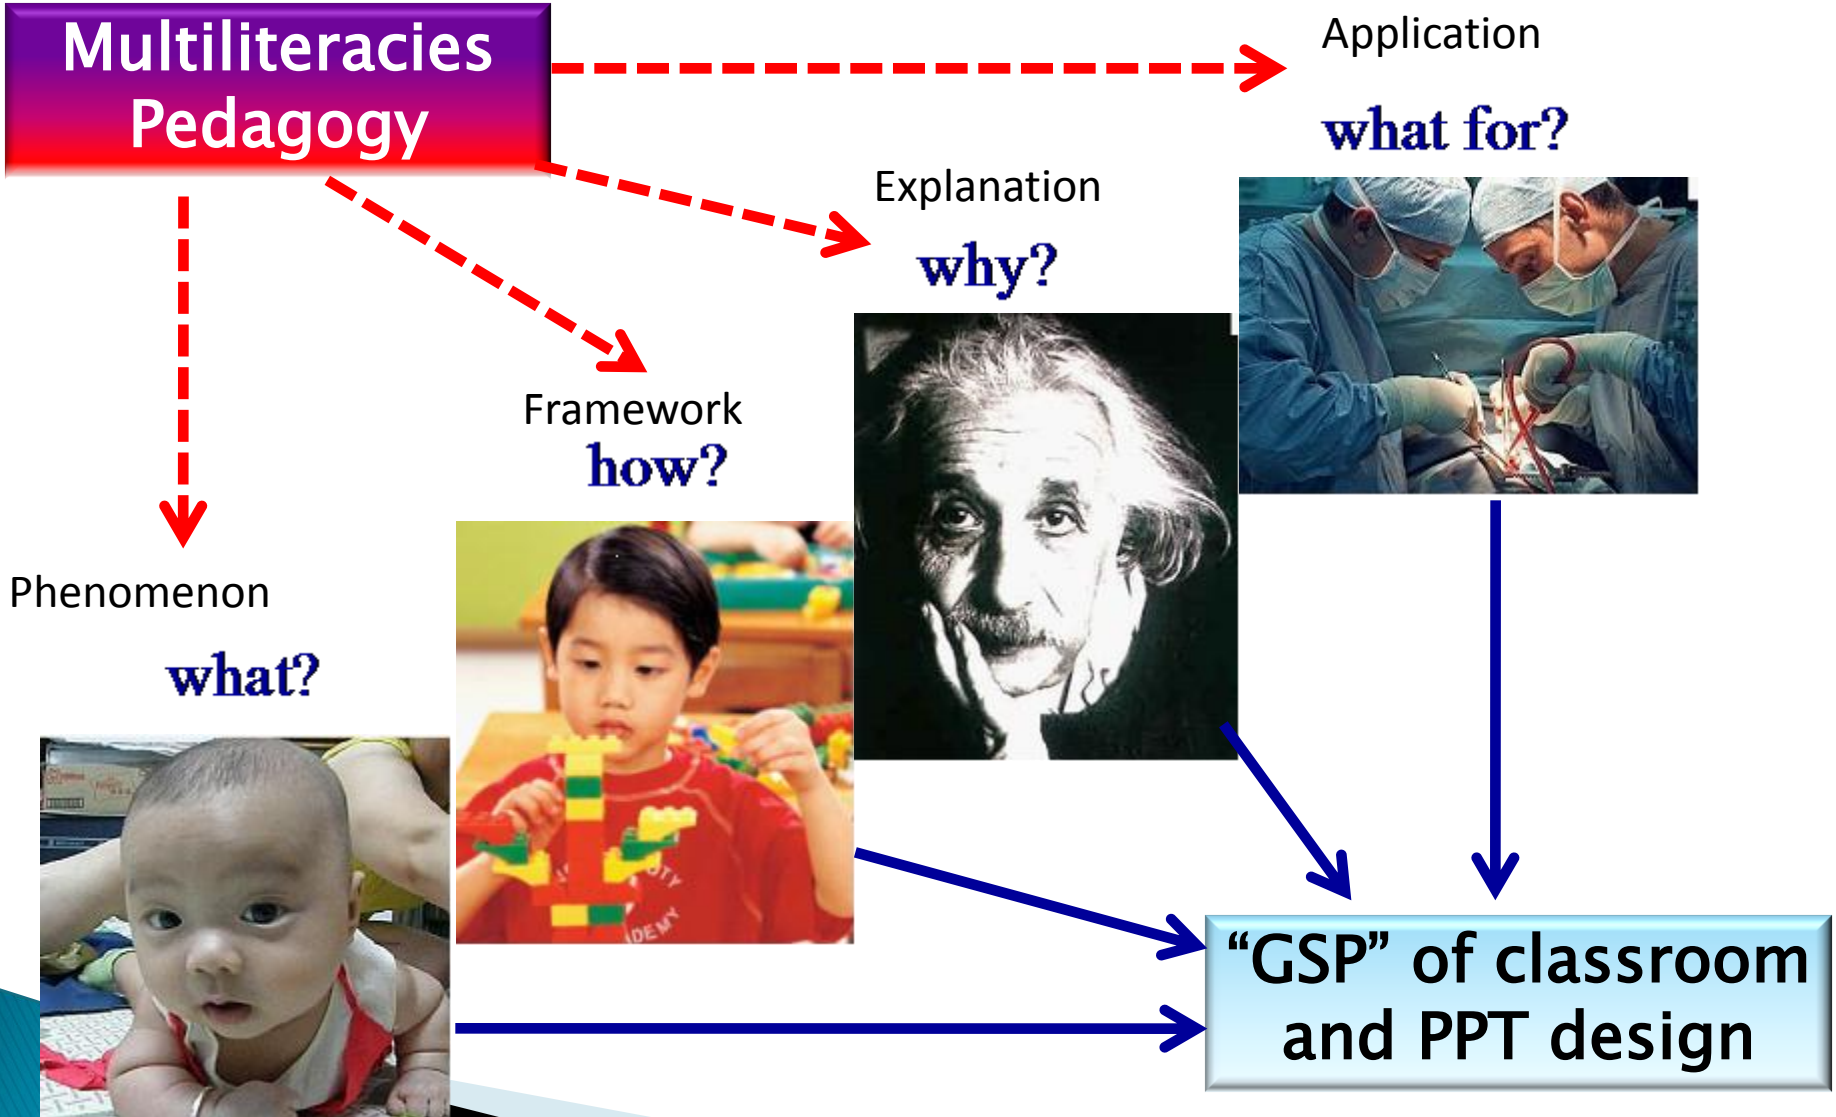 Multiliteracies
Pedagogy
Application
what for?
Explanation
why?
Framework
how?
Phenomenon
what?
“GSP” of classroom
and PPT design